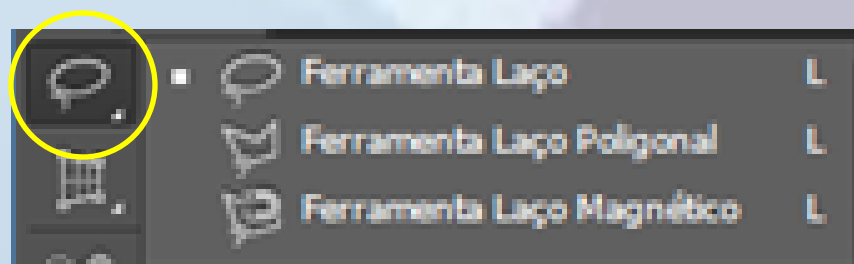 Ferramenta Laço L
Ferramenta Laço Poligonal L
Ferramenta Laço Magnético L